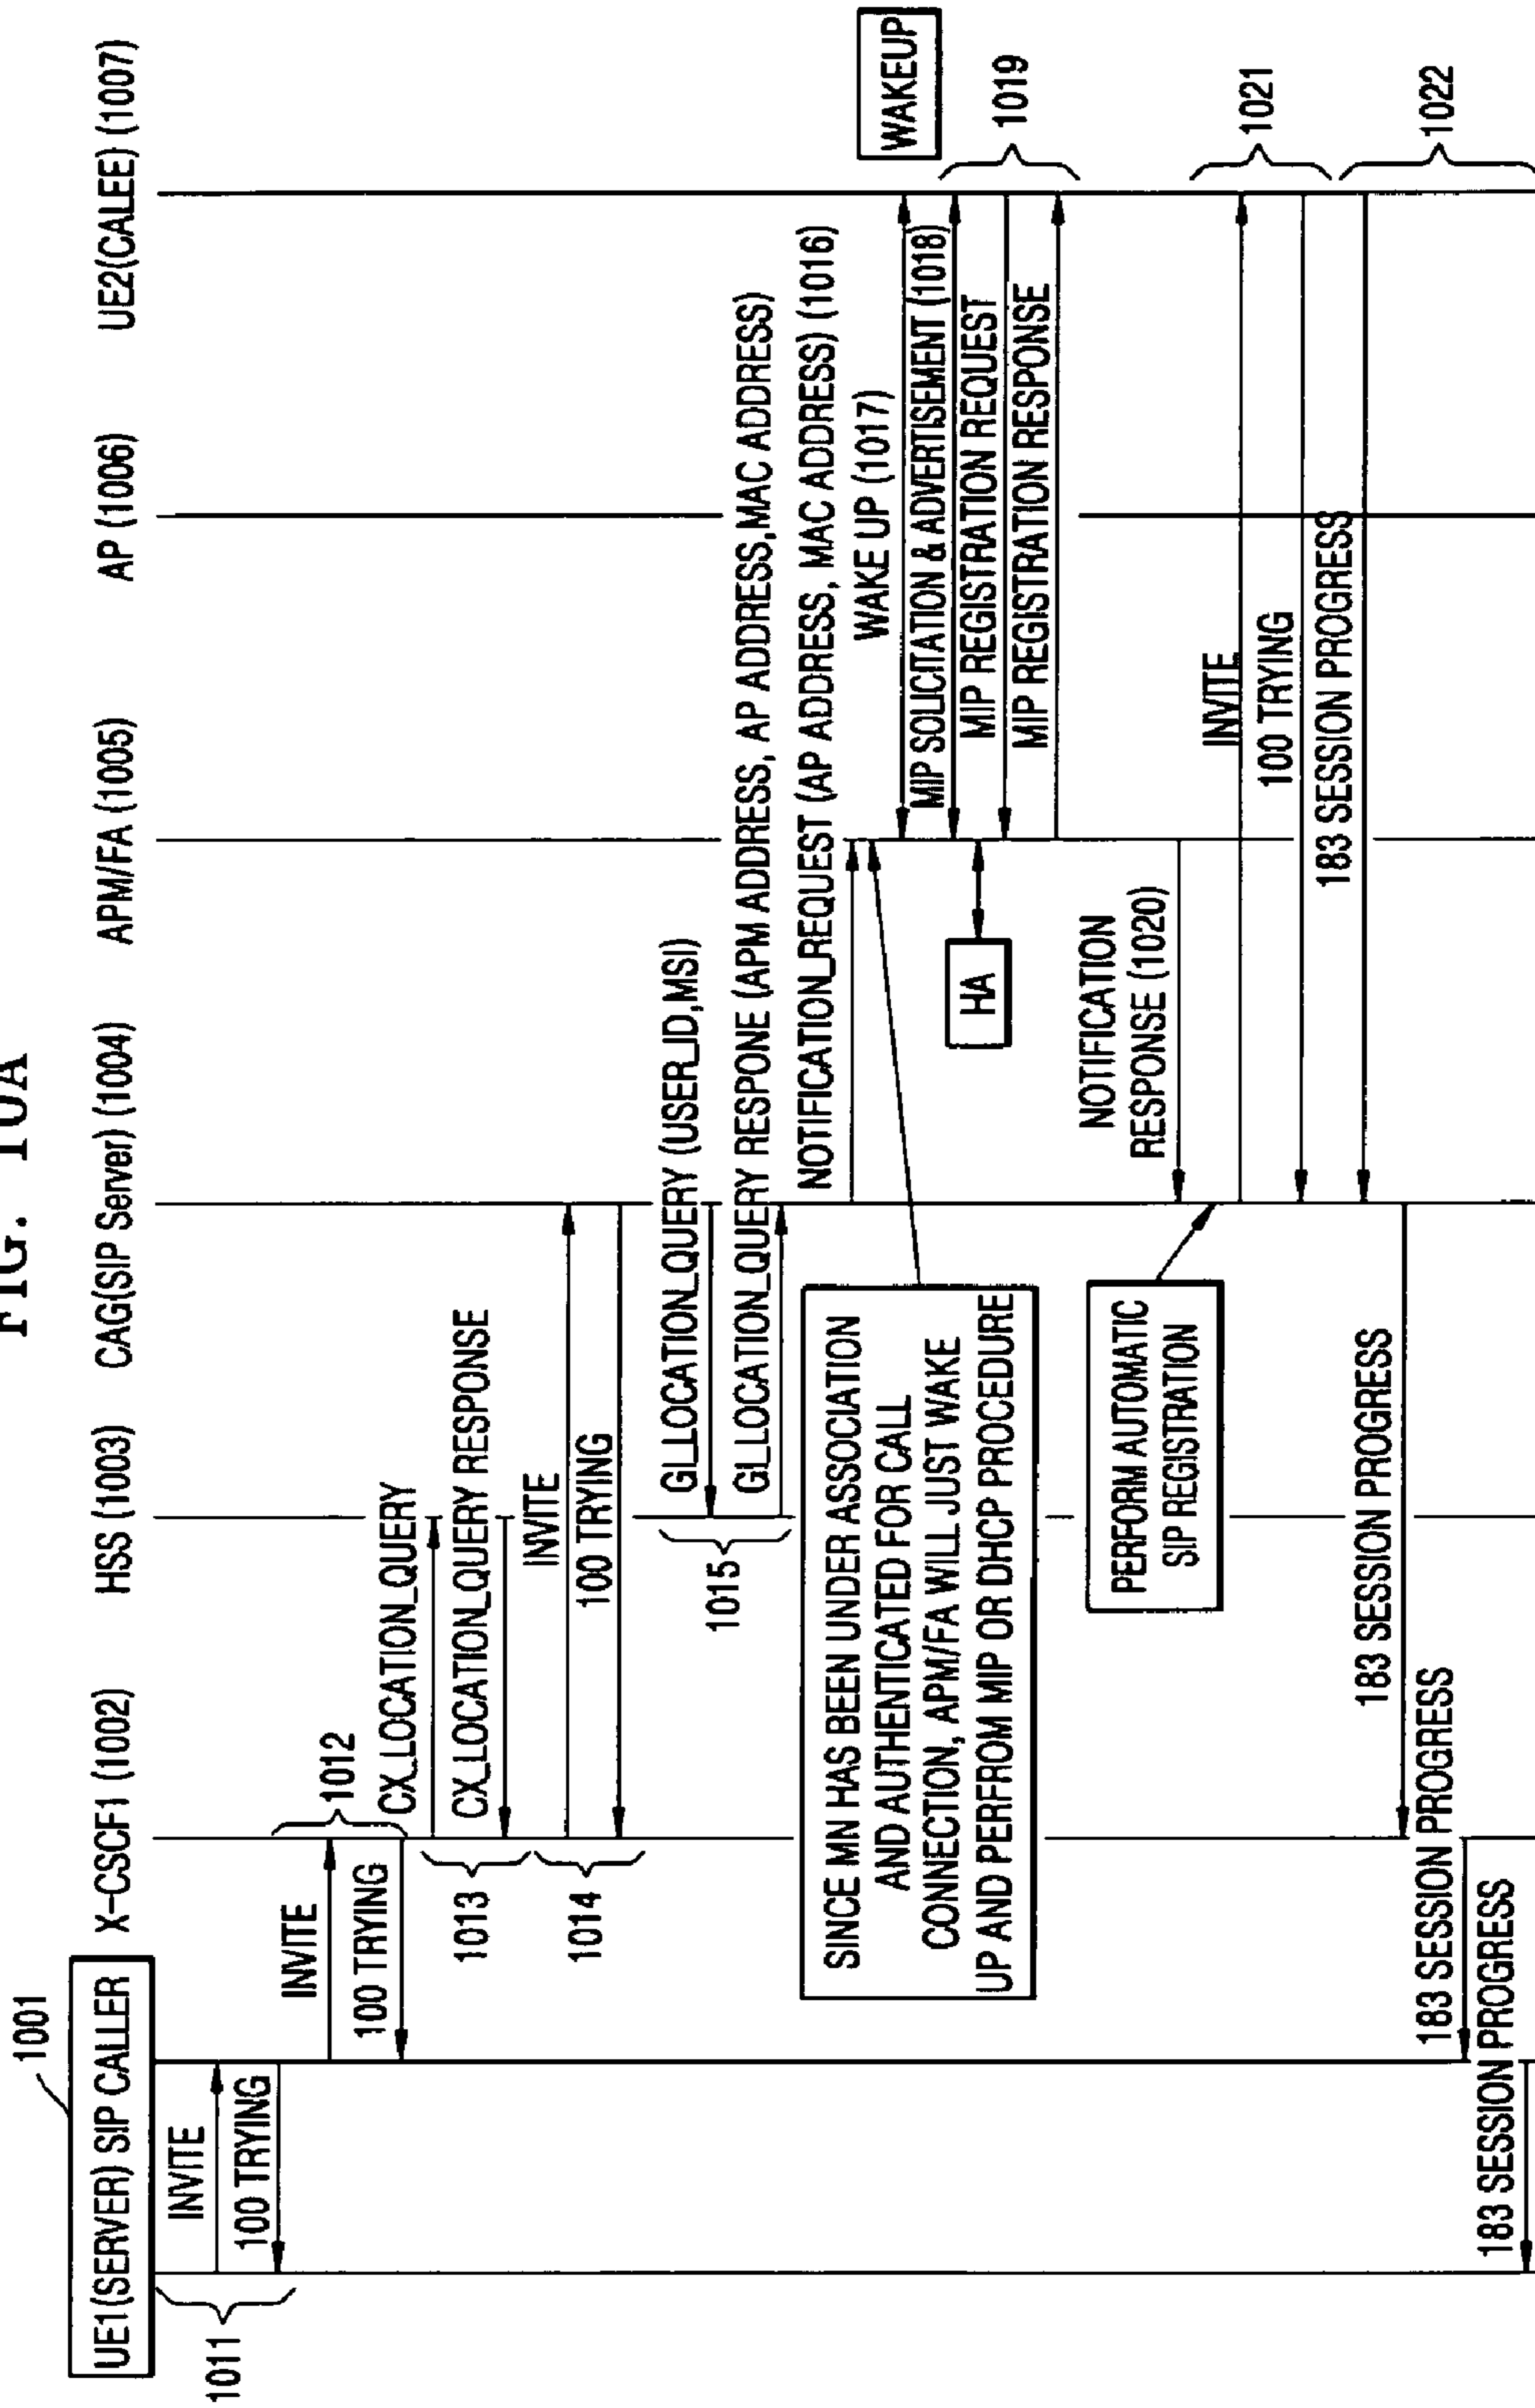 FIG. 10A
1001
UE1(SERVER) SIP CALLER
X-CSCF1 (1002)
HSS (1003)
CAG(SIP Server) (1004)
APM/FA (1005)
AP (1006)
UE2(CALEE) (1007)
1011
INVITE
100 TRYING
INVITE
100 TRYING
1012
CX_LOCATION_QUERY
CX_LOCATION_QUERY RESPONSE
1013
INVITE
100 TRYING
1014
GI_LOCATION_QUERY (USER_ID,MSI)
GI_LOCATION_QUERY RESPONE (APM ADDRESS, AP ADDRESS,MAC ADDRESS)
1015
NOTIFICATION_REQUEST (AP ADDRESS, MAC ADDRESS) (1016)
WAKE UP (1017)
WAKEUP
MIP SOLICITATION & ADVERTISEMENT (1018)
MIP REGISTRATION REQUEST
MIP REGISTRATION RESPONSE
1019
HA
SINCE MN HAS BEEN UNDER ASSOCIATION
AND AUTHENTICATED FOR CALL
CONNECTION, APM/FA WILL JUST WAKE
UP AND PERFROM MIP OR DHCP PROCEDURE
NOTIFICATION
RESPONSE (1020)
PERFORM AUTOMATIC
SIP REGISTRATION
INVITE
100 TRYING
1021
183 SESSION PROGRESS
1022
183 SESSION PROGRESS
183 SESSION PROGRESS
183 SESSION PROGRESS